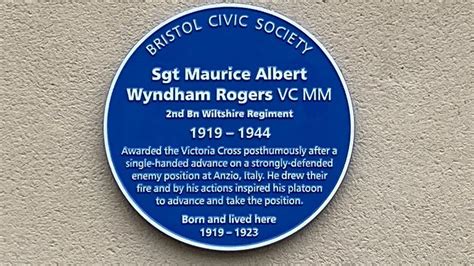 BRISTOL CIVIC SOCIETY
Sgt Maurice Albert
Wyndham Rogers VC MM
2nd Bn Wiltshire Regiment
1919 – 1944
Awarded the Victoria Cross posthumously after a
single-handed advance on a strongly-defended
enemy position at Anzio, Italy. He drew their
fire and by his actions inspired his platoon
to advance and take the position.
Born and lived here
1919 – 1923